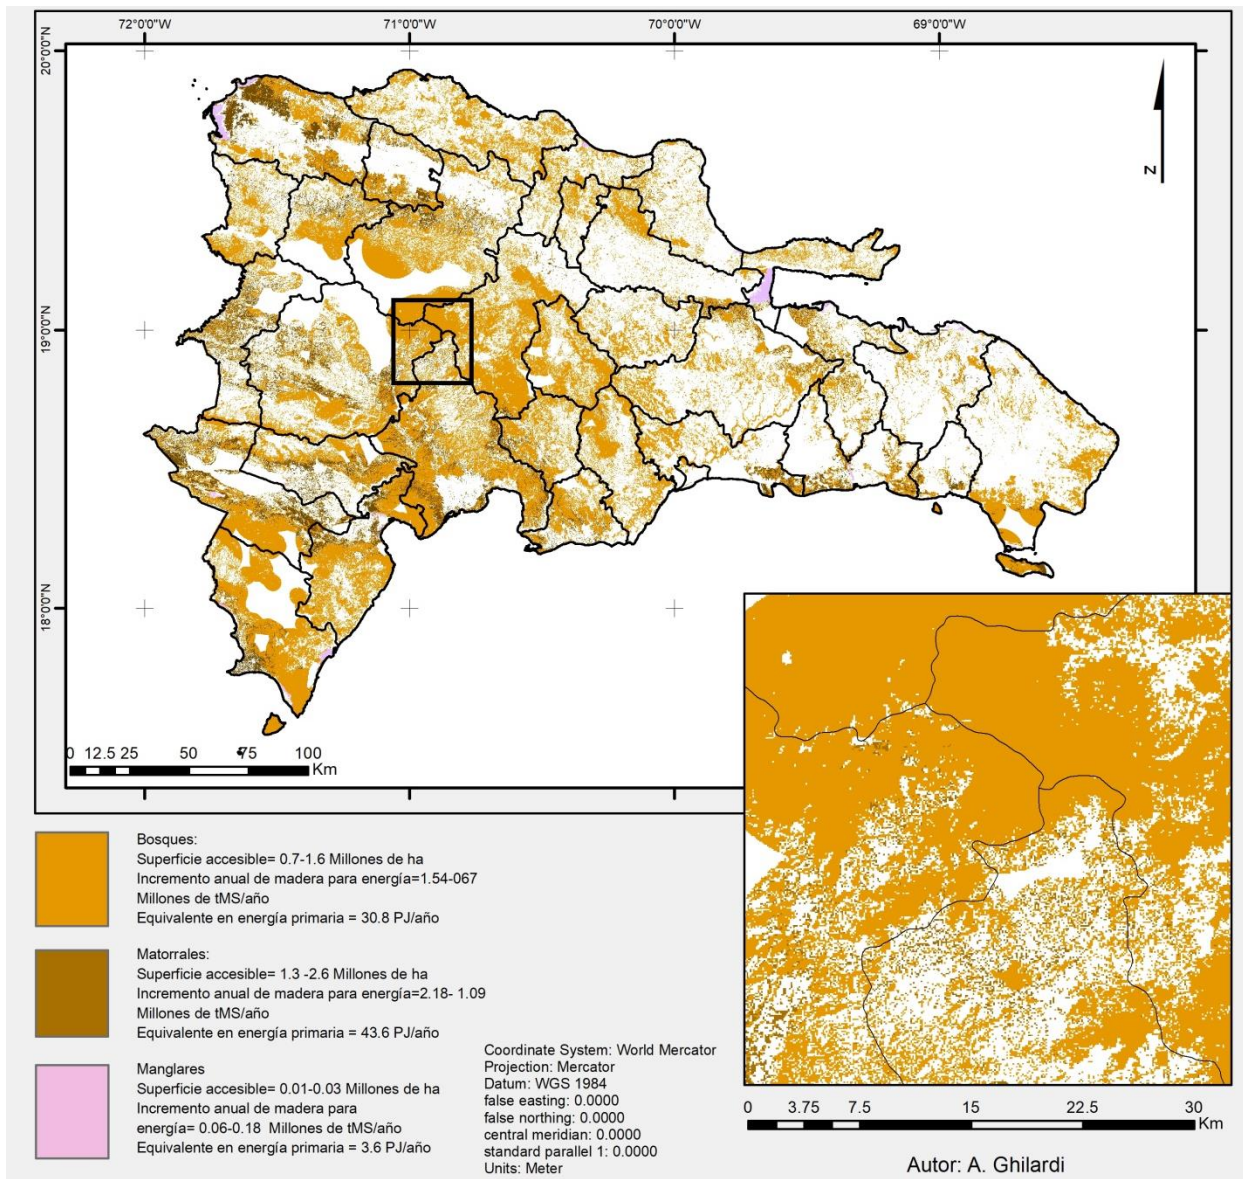 72°0'0"W 71°0'0"W 70°0'0"W 69°0'0"W
20°0'0"N
19°0'0"N
18°0'0"N
N
0 12.5 25 50 75 100
Km
Bosques:
Superficie accesible= 0.7-1.6 Millones de ha
Incremento anual de madera para energía=1.54-067
Millones de tMS/año
Equivalente en energía primaria = 30.8 PJ/año
Matorrales:
Superficie accesible= 1.3 -2.6 Millones de ha
Incremento anual de madera para energía=2.18- 1.09
Millones de tMS/año
Equivalente en energía primaria = 43.6 PJ/año
Manglares
Superficie accesible= 0.01-0.03 Millones de ha
Incremento anual de madera para
energía= 0.06-0.18 Millones de tMS/año
Equivalente en energía primaria = 3.6 PJ/año
Coordinate System: World Mercator
Projection: Mercator
Datum: WGS 1984
false easting: 0.0000
false northing: 0.0000
central meridian: 0.0000
standard parallel 1: 0.0000
Units: Meter
0 3.75 7.5 15 22.5 30
Km
Autor: A. Ghilardi